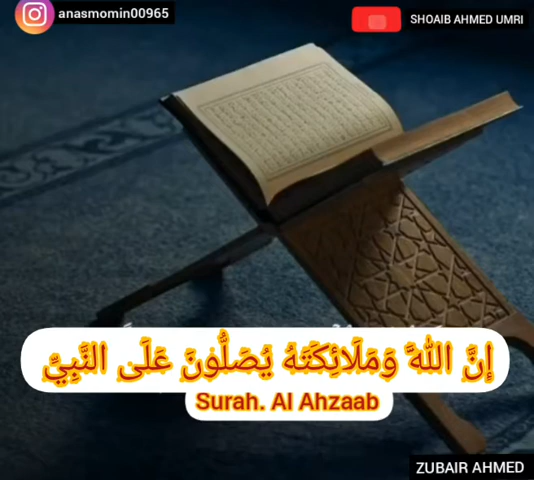 anasmomin00965
SHOAIB AHMED UMRI
إِنَّ اللَّهَ وَمَلَائِكَتَهُ يُصَلُّونَ عَلَى النَّبِيِّ
Surah. Al Ahzaab
ZUBAIR AHMED